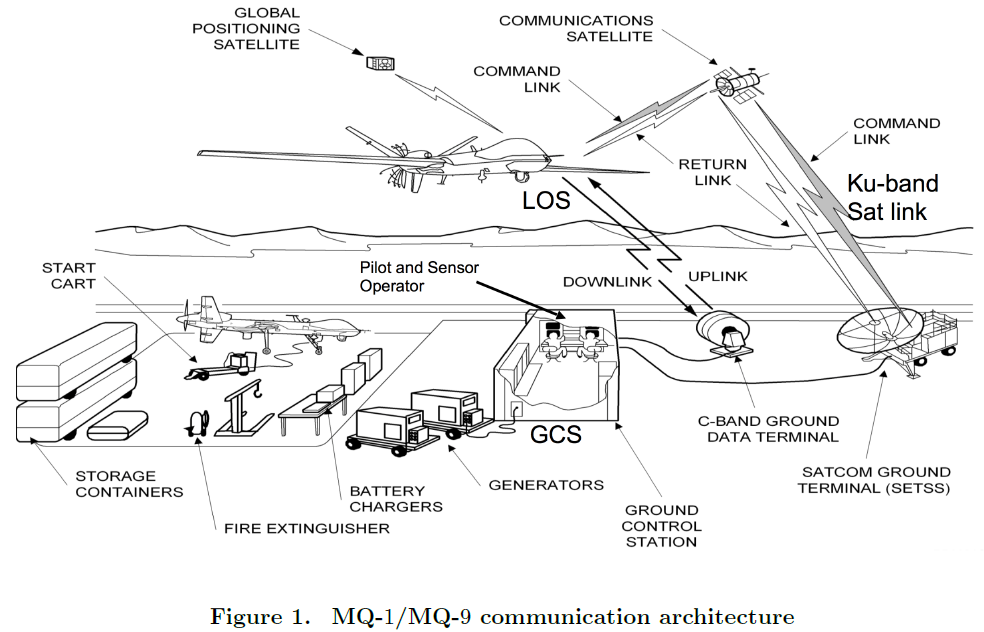 GLOBAL
POSITIONING
SATELLITE
COMMUNICATIONS
SATELLITE
COMMAND
LINK
COMMAND
LINK
RETURN
LINK
Ku-band
Sat link
LOS
START
CART
Pilot and Sensor
Operator
DOWNLINK
UPLINK
GCS
C-BAND GROUND
DATA TERMINAL
STORAGE
CONTAINERS
BATTERY
CHARGERS
GENERATORS
SATCOM GROUND
TERMINAL (SETSS)
FIRE EXTINGUISHER
GROUND
CONTROL
STATION
Figure 1. MQ-1/MQ-9 communication architecture